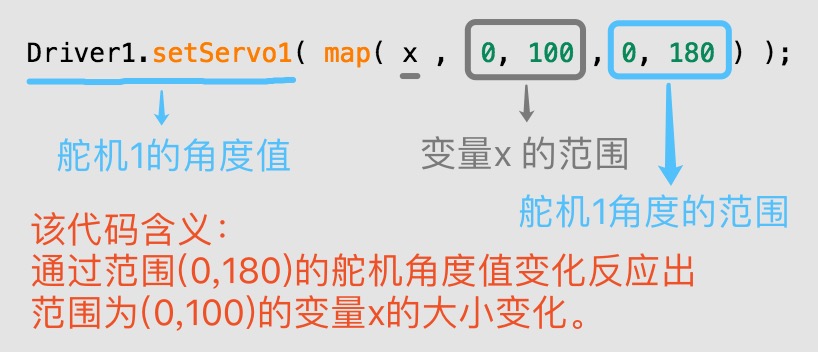 Driver1.setServo1( map( x , 0, 100 , 0, 180 ) );
舵机1的角度值
变量x 的范围
舵机1角度的范围
该代码含义：
通过范围(0,180)的舵机角度值变化反应出
范围为(0,100)的变量x的大小变化。